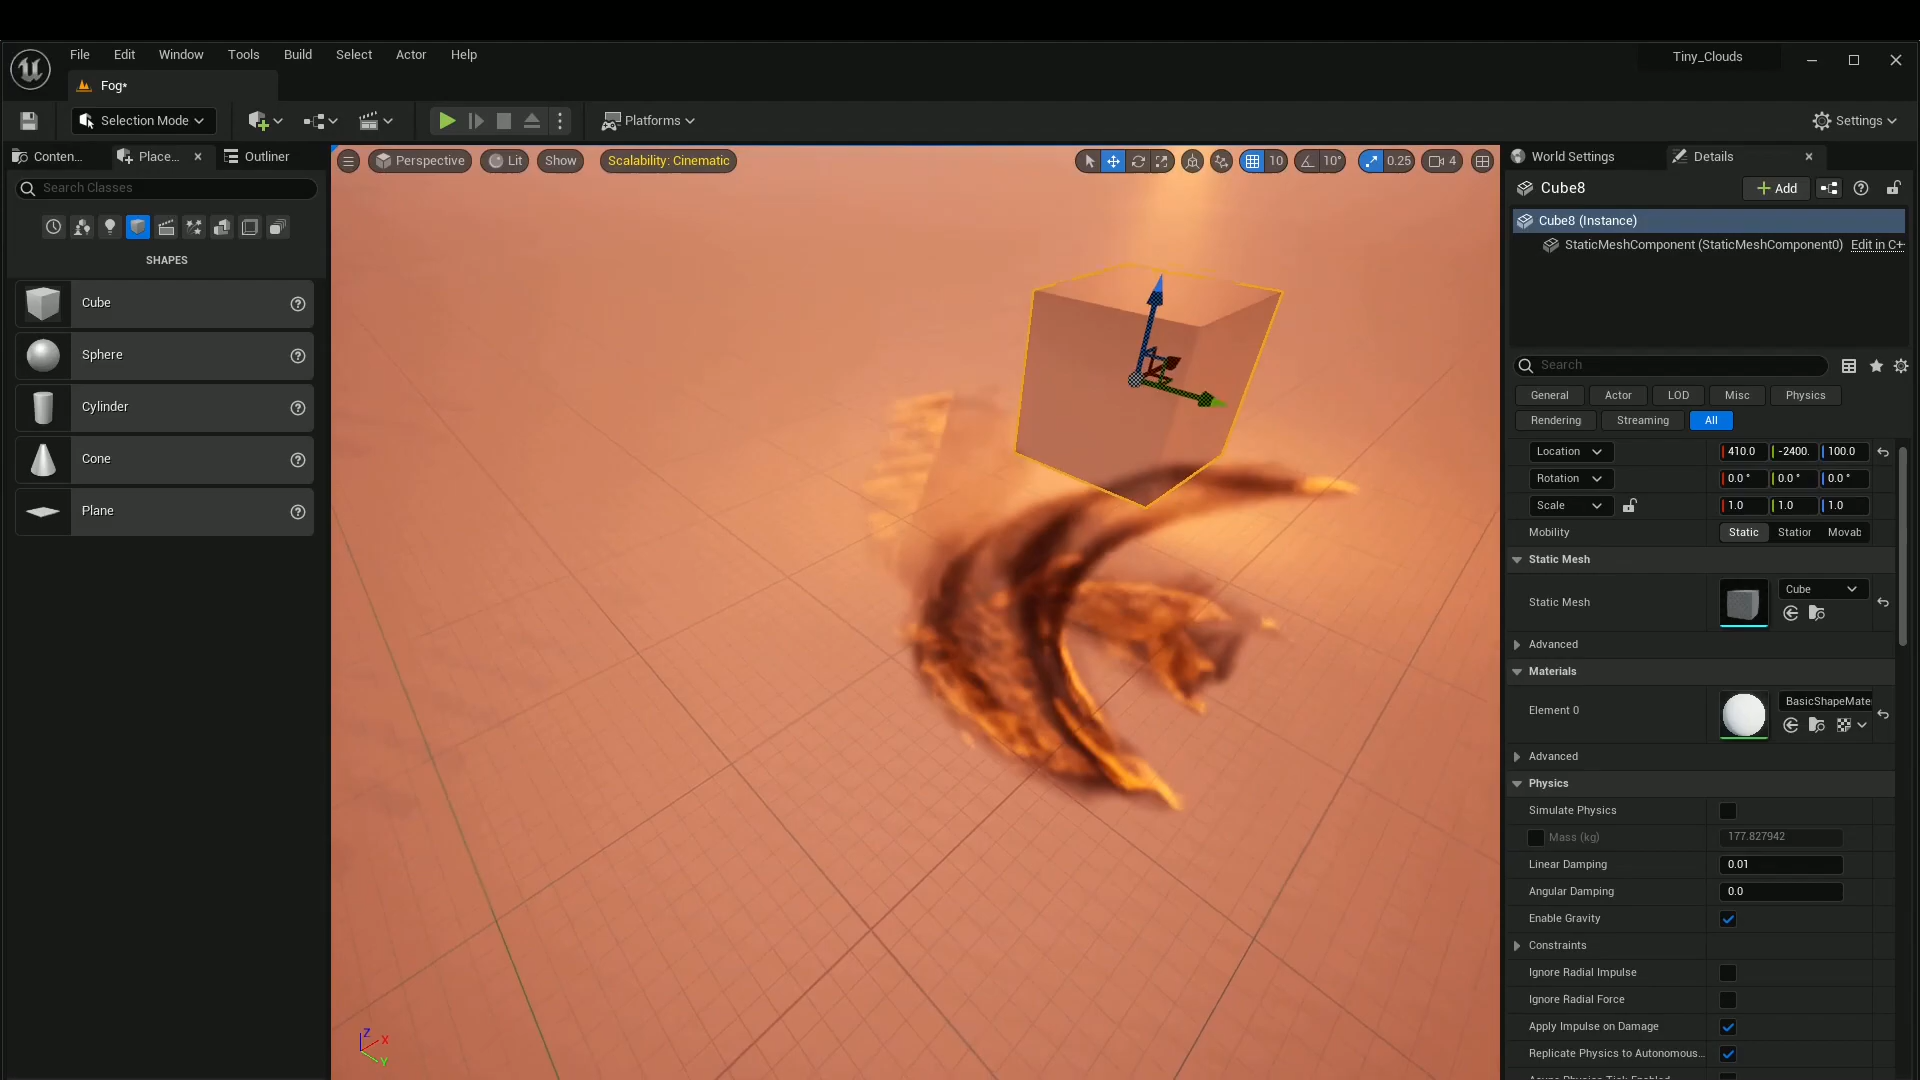 File Edit Window Tools Build Select Actor Help
Tiny_Clouds
Fog*
Selection Mode
Platforms
Settings
Conten...
Place...
Outliner
Search Classes
SHAPES
Cube
Sphere
Cylinder
Cone
Plane
Perspective
Lit
Show
Scalability: Cinematic
10
10°
0.25
4
Z
X
Y
World Settings
Details
Cube8
Add
Cube8 (Instance)
StaticMeshComponent (StaticMeshComponent0) Edit in C+
Search
General Actor LOD Misc Physics
Rendering Streaming All
Location 410.0 -2400. 100.0
Rotation 0.0 ° 0.0 ° 0.0 °
Scale 1.0 1.0 1.0
Mobility Static Station Movab
Static Mesh
Static Mesh Cube
Advanced
Materials
Element 0 BasicShapeMate
Advanced
Physics
Simulate Physics
Mass (kg) 177.827942
Linear Damping 0.01
Angular Damping 0.0
Enable Gravity
Constraints
Ignore Radial Impulse
Ignore Radial Force
Apply Impulse on Damage
Replicate Physics to Autonomous...